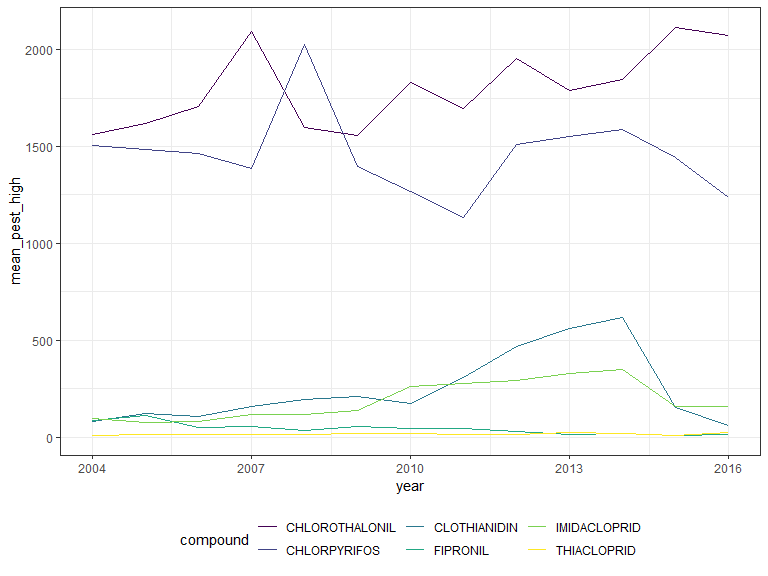 mean_pest_high
2000
1500
1000
500
0
2004 2007 2010 2013 2016
year
compound
CHLOROTHALONIL CLOTHIANIDIN IMIDACLOPRID
CHLORPYRIFOS FIPRONIL THIACLOPRID